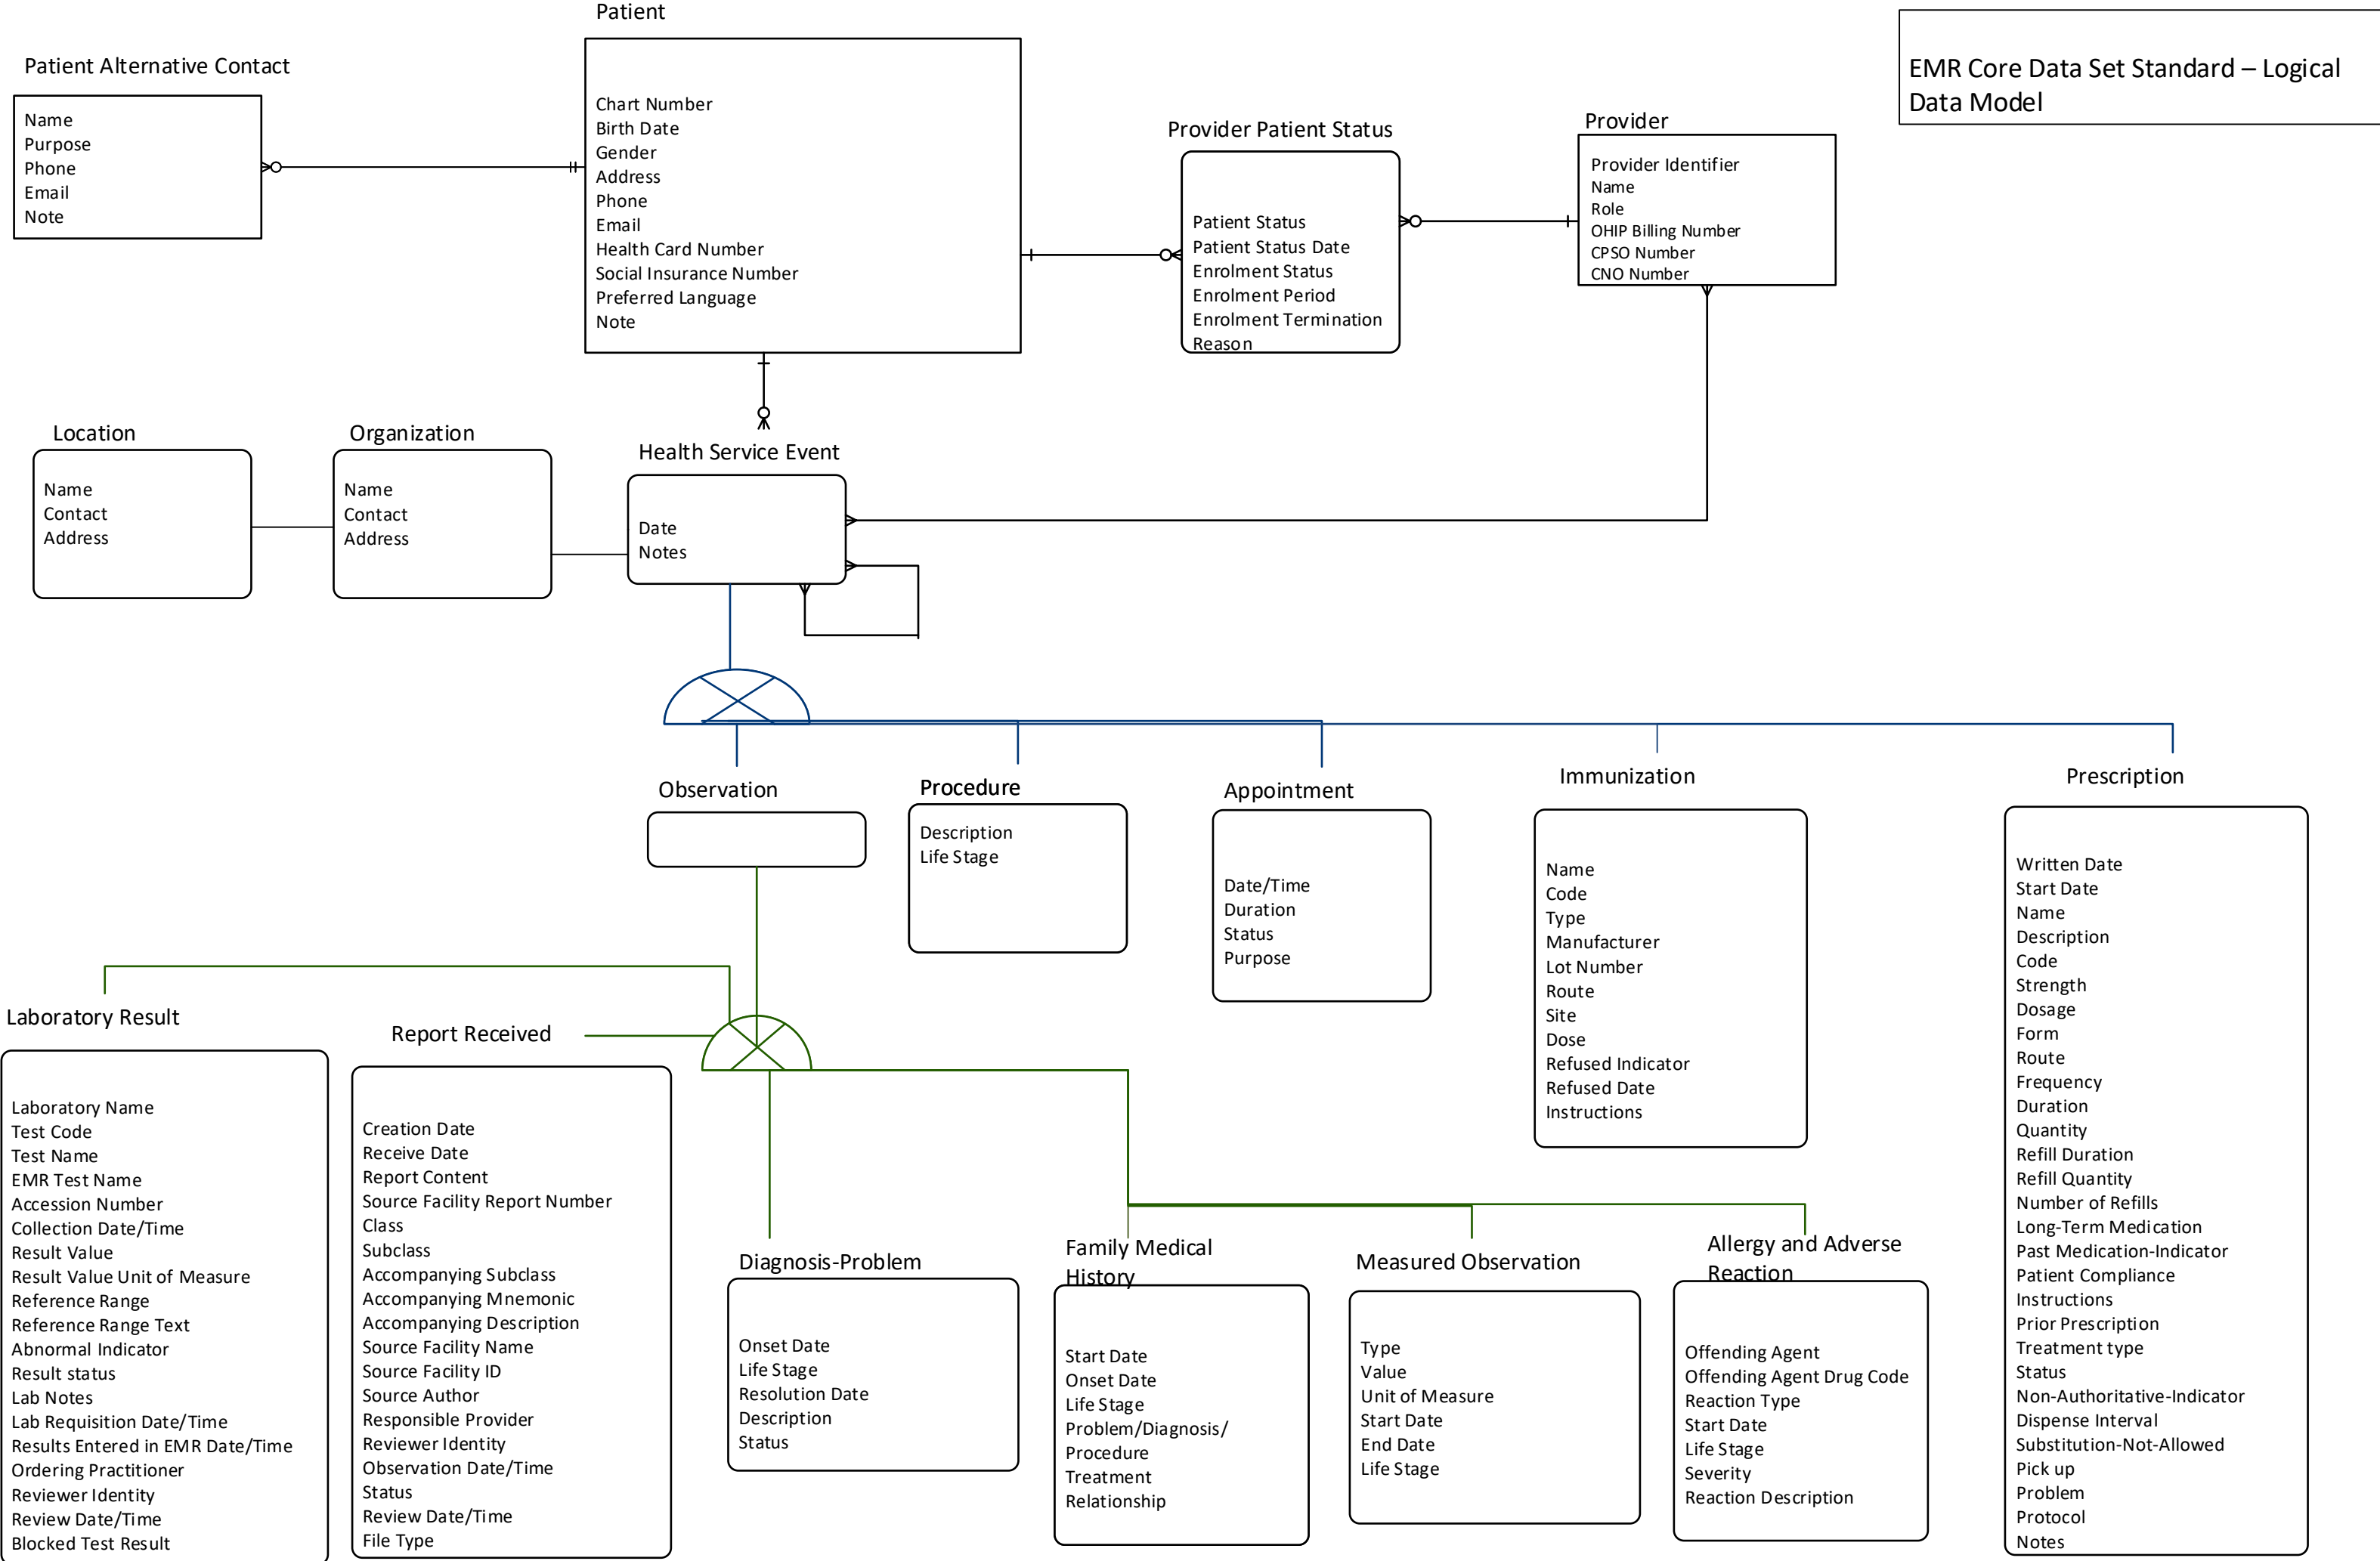 Patient
EMR Core Data Set Standard – Logical
Data Model
Patient Alternative Contact
Name
Purpose
Phone
Email
Note
Chart Number
Birth Date
Gender
Address
Phone
Email
Health Card Number
Social Insurance Number
Preferred Language
Note
Provider Patient Status
Patient Status
Patient Status Date
Enrolment Status
Enrolment Period
Enrolment Termination
Reason
Provider
Provider Identifier
Name
Role
OHIP Billing Number
CPSO Number
CNO Number
Location
Name
Contact
Address
Organization
Name
Contact
Address
Health Service Event
Date
Notes
Observation
Procedure
Description
Life Stage
Appointment
Date/Time
Duration
Status
Purpose
Immunization
Name
Code
Type
Manufacturer
Lot Number
Route
Site
Dose
Refused Indicator
Refused Date
Instructions
Prescription
Written Date
Start Date
Name
Description
Code
Strength
Dosage
Form
Route
Frequency
Duration
Quantity
Refill Duration
Refill Quantity
Number of Refills
Long-Term Medication
Past Medication-Indicator
Patient Compliance
Instructions
Prior Prescription
Treatment type
Status
Non-Authoritative-Indicator
Dispense Interval
Substitution-Not-Allowed
Pick up
Problem
Protocol
Notes
Laboratory Result
Laboratory Name
Test Code
Test Name
EMR Test Name
Accession Number
Collection Date/Time
Result Value
Result Value Unit of Measure
Reference Range
Reference Range Text
Abnormal Indicator
Result status
Lab Notes
Lab Requisition Date/Time
Results Entered in EMR Date/Time
Ordering Practitioner
Reviewer Identity
Review Date/Time
Blocked Test Result
Report Received
Creation Date
Receive Date
Report Content
Source Facility Report Number
Class
Subclass
Accompanying Subclass
Accompanying Mnemonic
Accompanying Description
Source Facility Name
Source Facility ID
Source Author
Responsible Provider
Reviewer Identity
Observation Date/Time
Status
Review Date/Time
File Type
Diagnosis-Problem
Onset Date
Life Stage
Resolution Date
Description
Status
Family Medical
History
Start Date
Onset Date
Life Stage
Problem/Diagnosis/
Procedure
Treatment
Relationship
Measured Observation
Type
Value
Unit of Measure
Start Date
End Date
Life Stage
Allergy and Adverse
Reaction
Offending Agent
Offending Agent Drug Code
Reaction Type
Start Date
Life Stage
Severity
Reaction Description